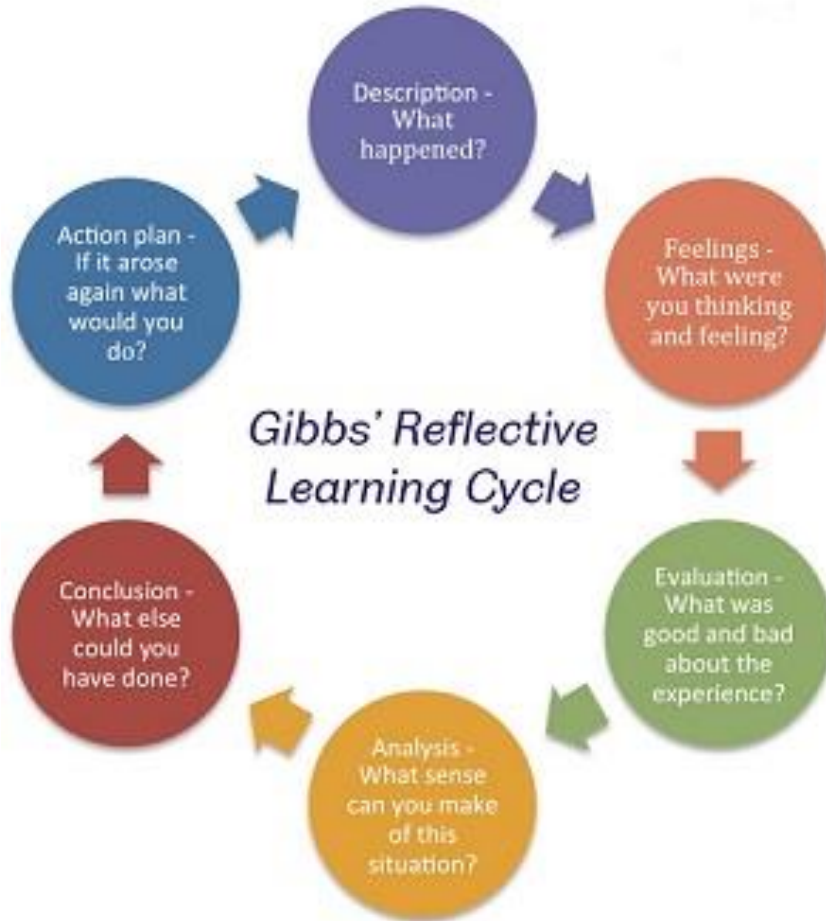 Description -
What
happened?
Feelings -
What were
you thinking
and feeling?
Evaluation -
What was
good and bad
about the
experience?
Analysis -
What sense
can you make
of this
situation?
Conclusion -
What else
could you
have done?
Action plan -
If it arose
again what
would you
do?
Gibbs' Reflective
Learning Cycle